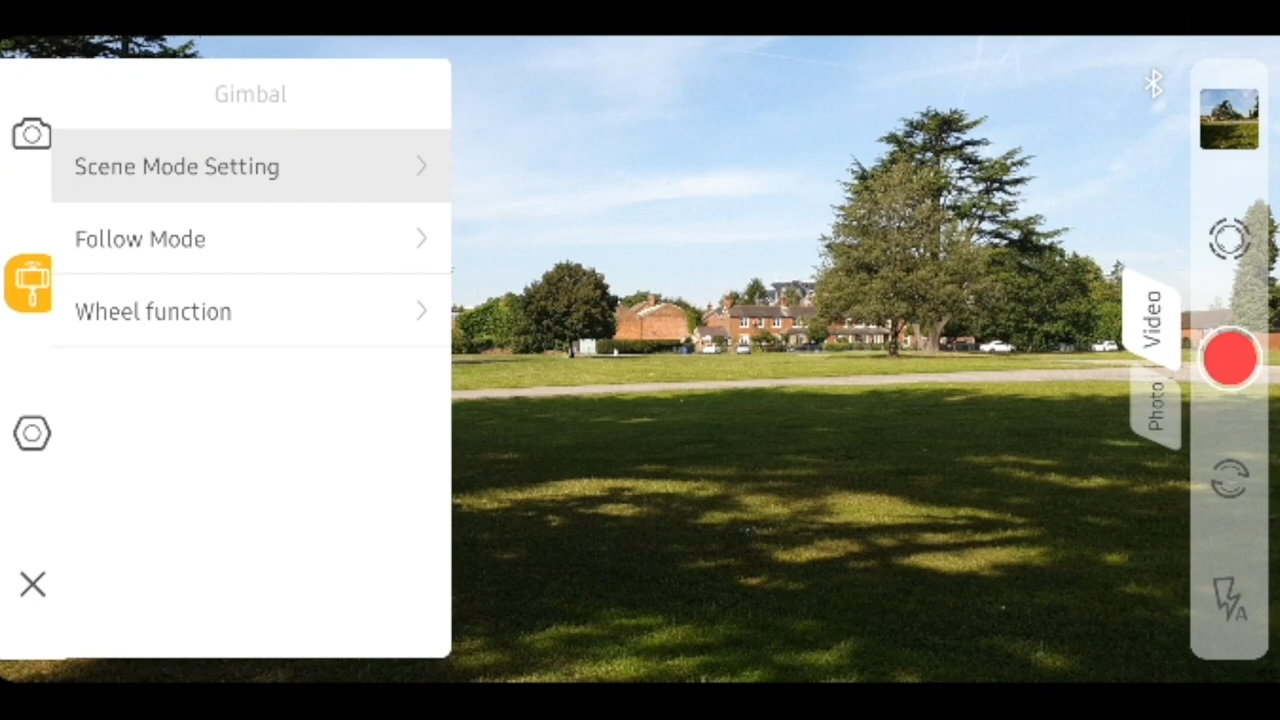 Gimbal
Scene Mode Setting
Follow Mode
Wheel function
Video
Photo
A